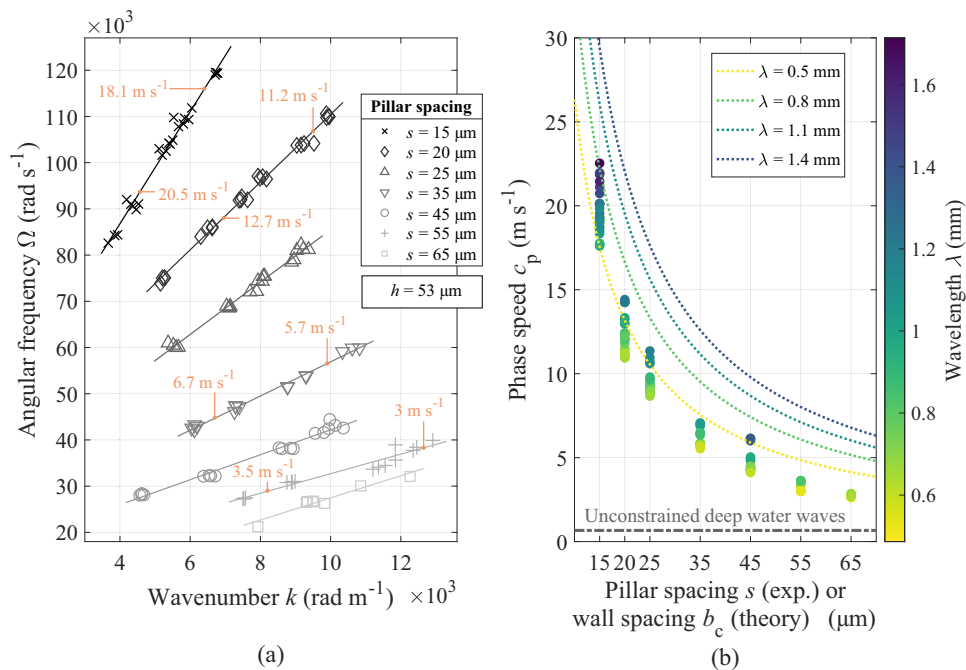 ×10³
120
110
100
90
80
70
60
50
40
30
20
Angular frequency Ω (rad s⁻¹)
18.1 m s⁻¹
20.5 m s⁻¹
11.2 m s⁻¹
12.7 m s⁻¹
5.7 m s⁻¹
6.7 m s⁻¹
3 m s⁻¹
3.5 m s⁻¹
Pillar spacing
s = 15 µm
s = 20 µm
s = 25 µm
s = 35 µm
s = 45 µm
s = 55 µm
s = 65 µm
h = 53 µm
4 6 8 10 12
Wavenumber k (rad m⁻¹) ×10³
(a)
30
25
20
15
10
5
0
Phase speed cₚ (m s⁻¹)
λ = 0.5 mm
λ = 0.8 mm
λ = 1.1 mm
λ = 1.4 mm
Unconstrained deep water waves
15 20 25 35 45 55 65
Pillar spacing s (exp.) or
wall spacing b_c (theory) (µm)
(b)
1.6
1.4
1.2
1
0.8
0.6
Wavelength λ (mm)